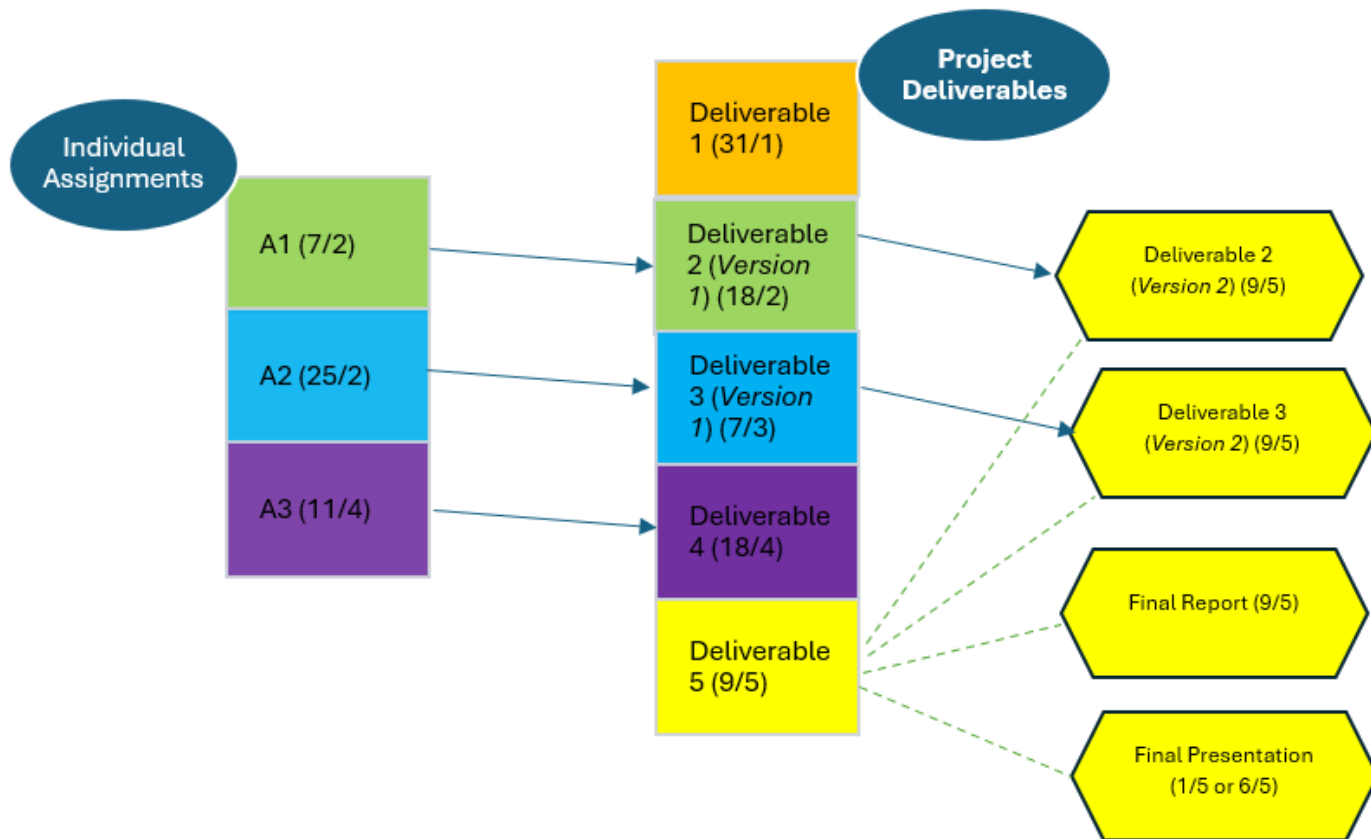 Individual
Assignments
A1 (7/2)
A2 (25/2)
A3 (11/4)
Project
Deliverables
Deliverable
1 (31/1)
Deliverable
2 (Version
1) (18/2)
Deliverable
3 (Version
1) (7/3)
Deliverable
4 (18/4)
Deliverable
5 (9/5)
Deliverable 2
(Version 2) (9/5)
Deliverable 3
(Version 2) (9/5)
Final Report (9/5)
Final Presentation
(1/5 or 6/5)